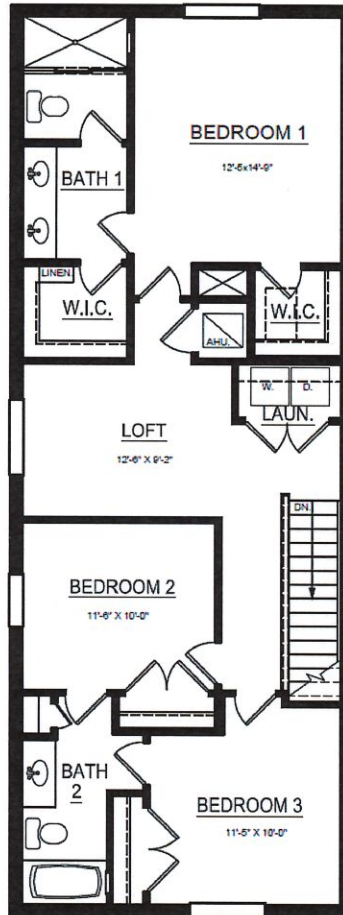 BEDROOM 1
12'-5x14'-9"
BATH 1
LINEN.
W.I.C.
W.I.C.
AHU.
W.
D.
LAUN.
LOFT
12'-6" X 9'-2"
DN.
BEDROOM 2
11'-6" X 10'-0"
BATH
2
BEDROOM 3
11'-5" X 10'-0"